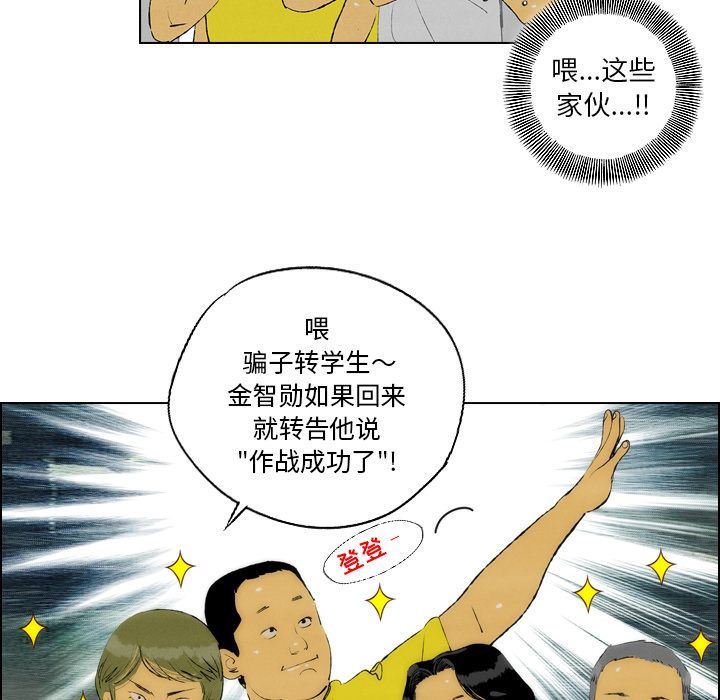 喂...这些
家伙...!!
喂
骗子转学生～
金智勋如果回来
就转告他说
"作战成功了"!
登登-